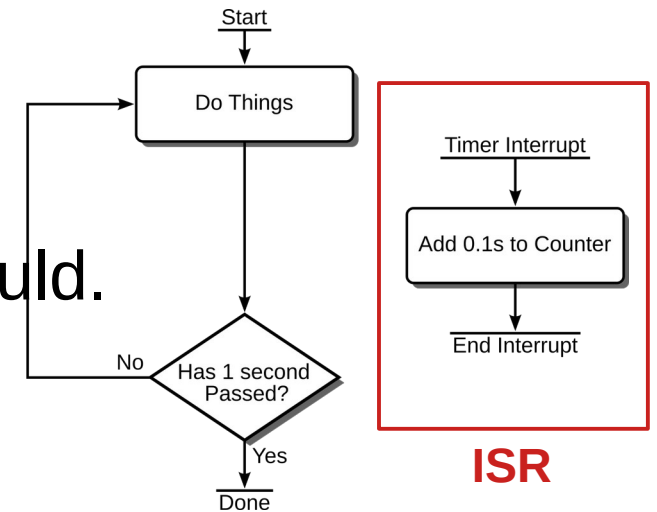 Start
Do Things
uld.
No
Has 1 second
Passed?
Yes
Done
Timer Interrupt
Add 0.1s to Counter
End Interrupt
ISR